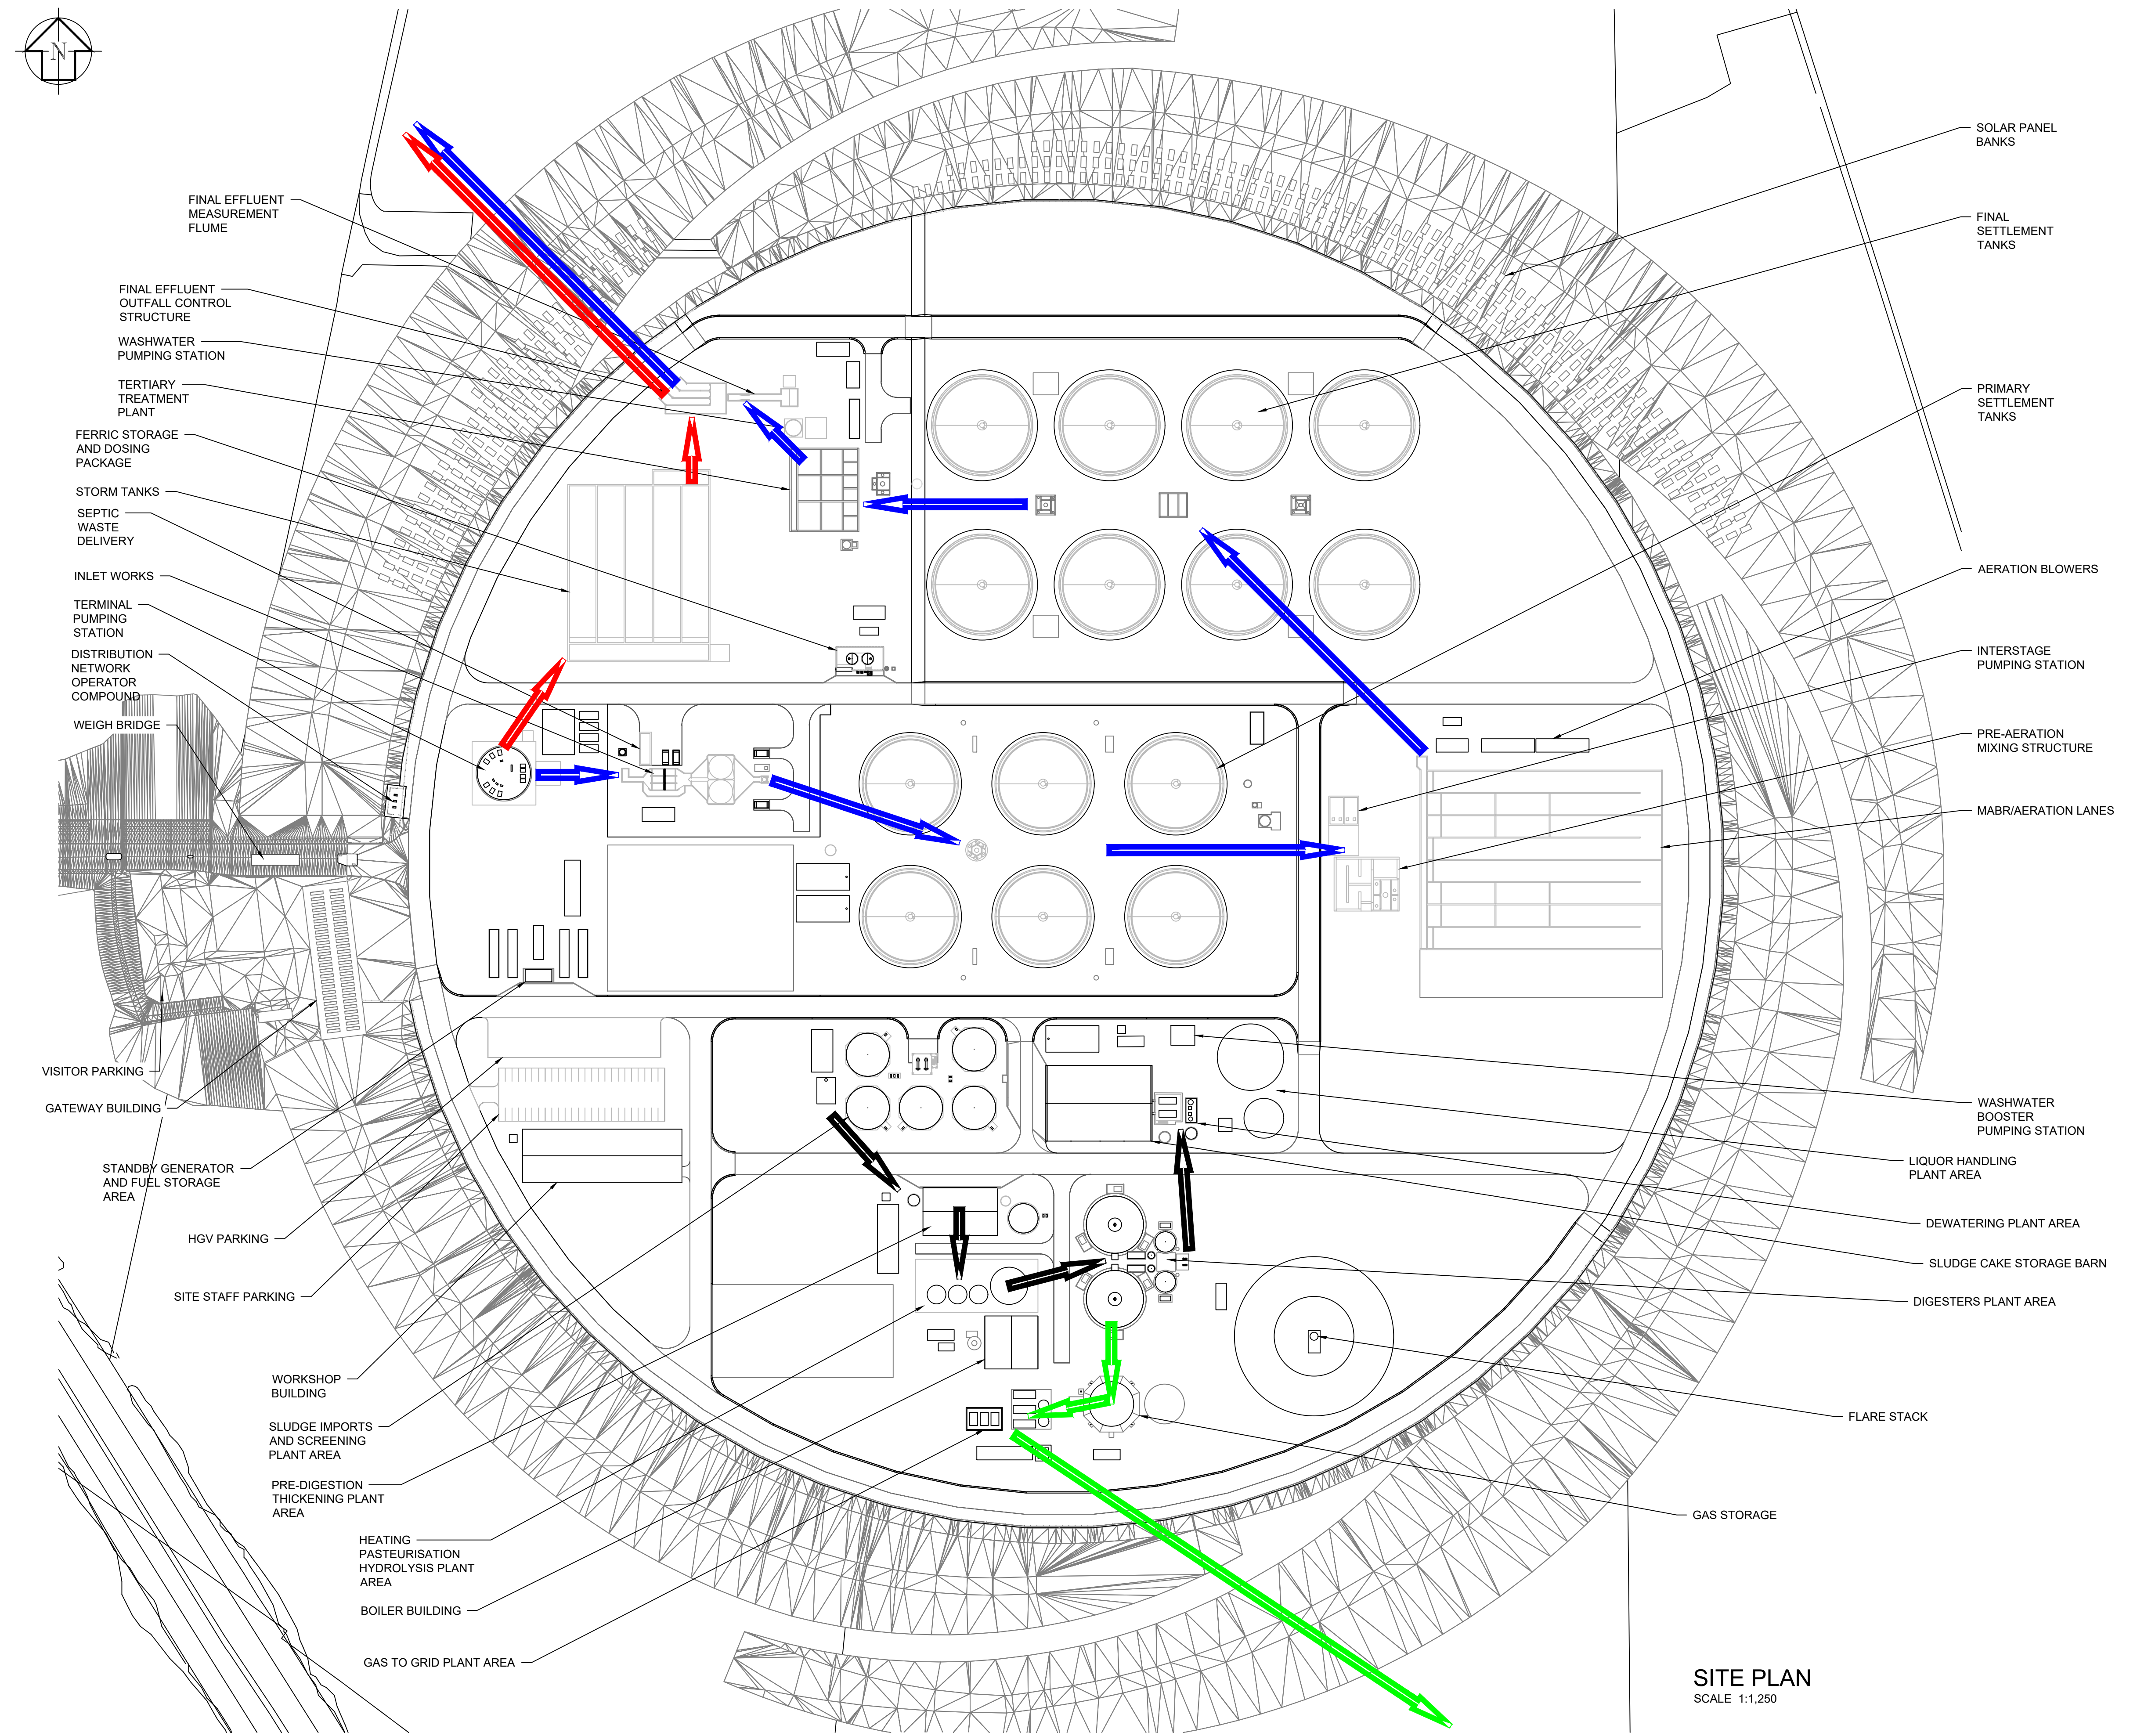 N
FINAL EFFLUENT
MEASUREMENT
FLUME
FINAL EFFLUENT
OUTFALL CONTROL
STRUCTURE
WASHWATER
PUMPING STATION
TERTIARY
TREATMENT
PLANT
FERRIC STORAGE
AND DOSING
PACKAGE
STORM TANKS
SEPTIC
WASTE
DELIVERY
INLET WORKS
TERMINAL
PUMPING
STATION
DISTRIBUTION
NETWORK
OPERATOR
COMPOUND
WEIGH BRIDGE
VISITOR PARKING
GATEWAY BUILDING
STANDBY GENERATOR
AND FUEL STORAGE
AREA
HGV PARKING
SITE STAFF PARKING
WORKSHOP
BUILDING
SLUDGE IMPORTS
AND SCREENING
PLANT AREA
PRE-DIGESTION
THICKENING PLANT
AREA
HEATING
PASTEURISATION
HYDROLYSIS PLANT
AREA
BOILER BUILDING
GAS TO GRID PLANT AREA
SOLAR PANEL
BANKS
FINAL
SETTLEMENT
TANKS
PRIMARY
SETTLEMENT
TANKS
AERATION BLOWERS
INTERSTAGE
PUMPING STATION
PRE-AERATION
MIXING STRUCTURE
MABR/AERATION LANES
WASHWATER
BOOSTER
PUMPING STATION
LIQUOR HANDLING
PLANT AREA
DEWATERING PLANT AREA
SLUDGE CAKE STORAGE BARN
DIGESTERS PLANT AREA
FLARE STACK
GAS STORAGE
SITE PLAN
SCALE 1:1,250